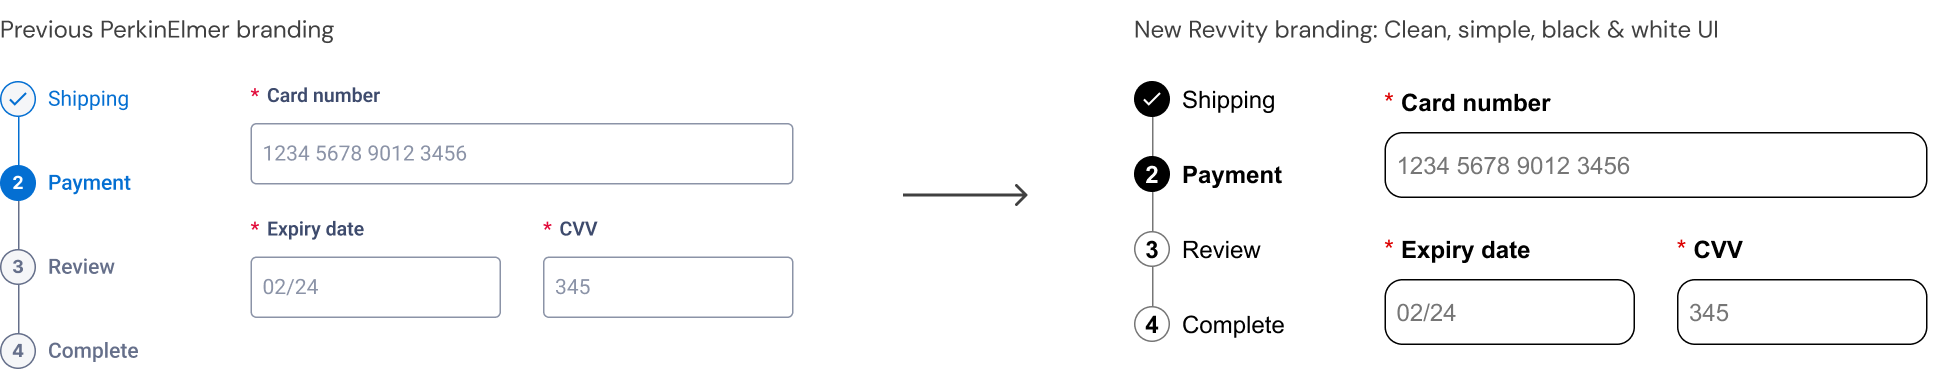 Previous PerkinElmer branding
Shipping
2 Payment
3 Review
4 Complete
* Card number
1234 5678 9012 3456
* Expiry date
02/24
* CVV
345
New Revvity branding: Clean, simple, black & white UI
Shipping
2 Payment
3 Review
4 Complete
* Card number
1234 5678 9012 3456
* Expiry date
02/24
* CVV
345